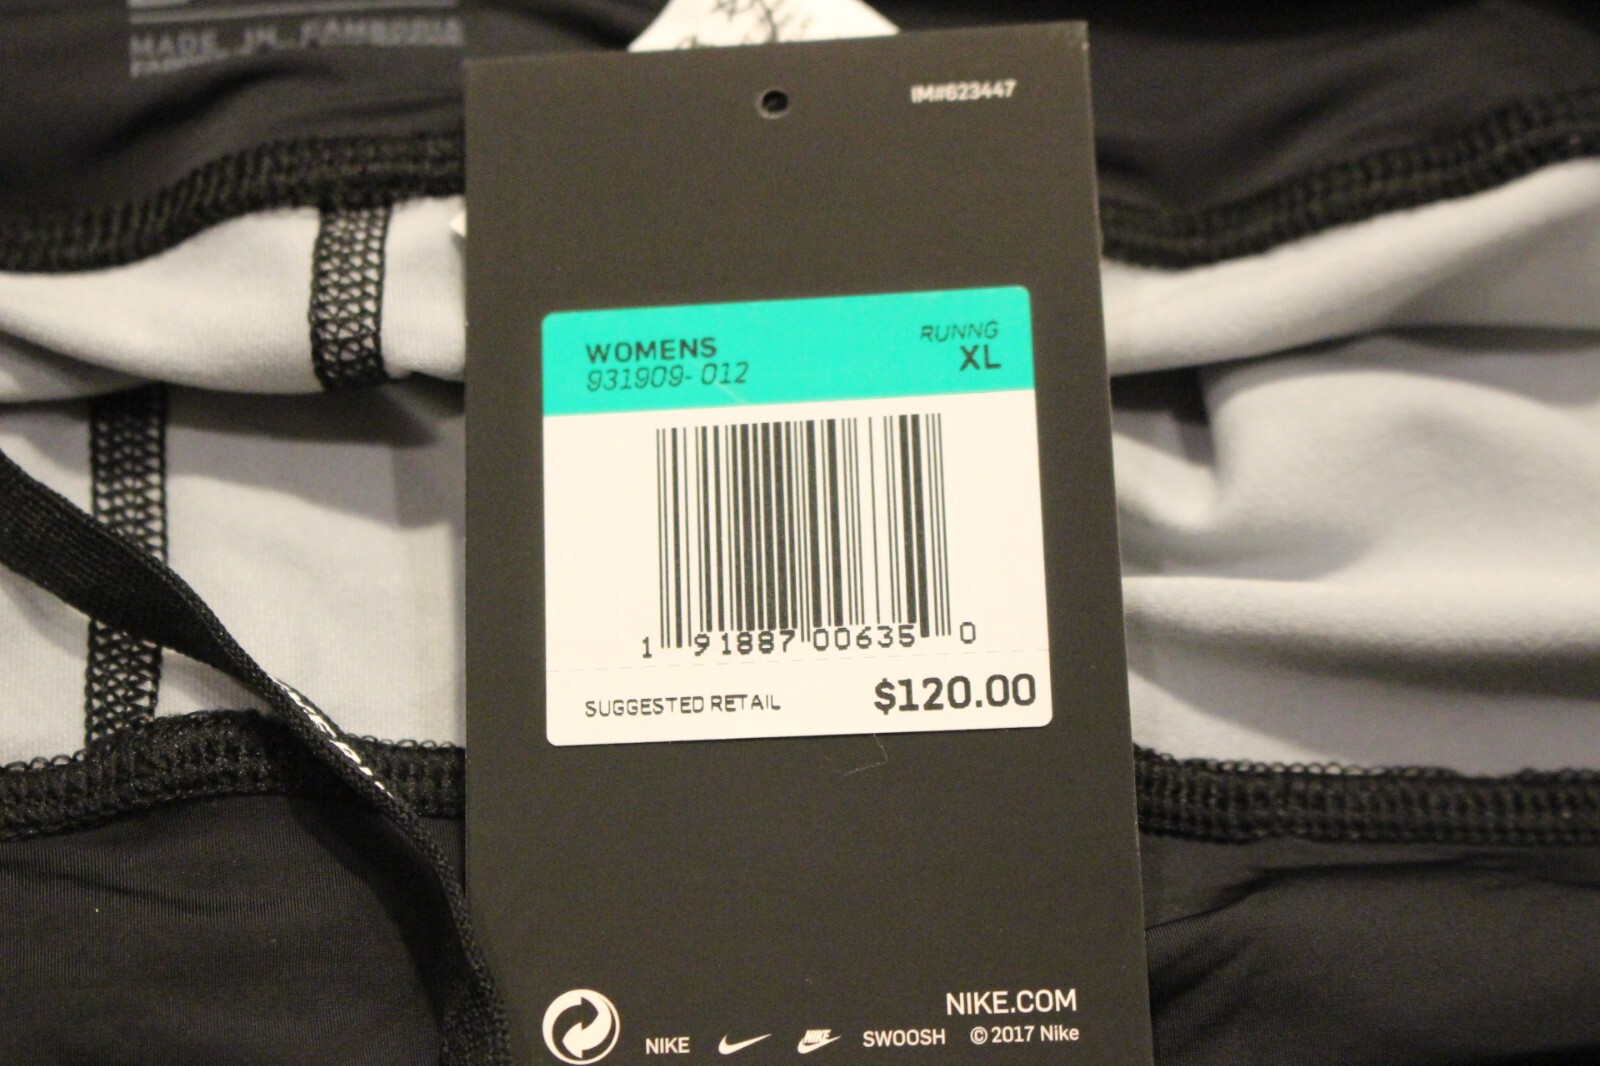 MADE IN CAMBODIA
IM#623447
WOMENS
RUNNG
931909- 012
XL
1 91887 00635 0
SUGGESTED RETAIL $120.00
NIKE.COM
NIKE SWOOSH © 2017 Nike